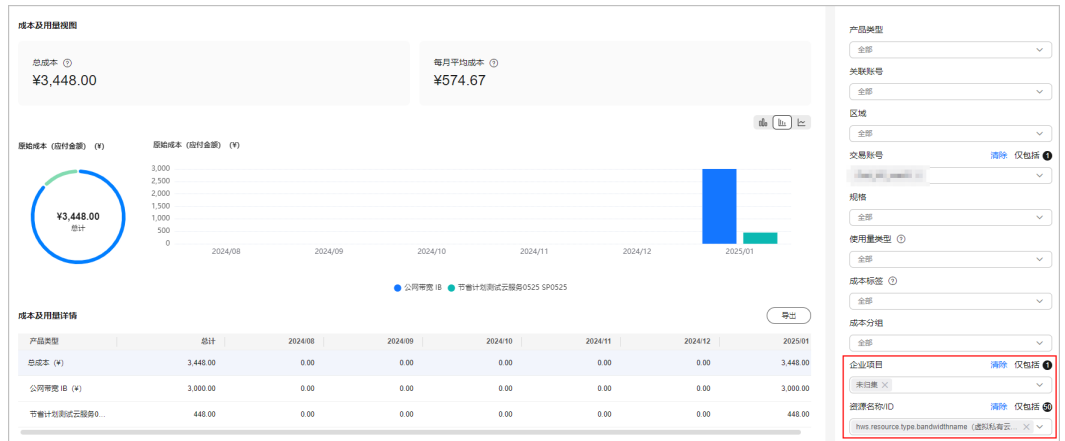 成本及用量视图
总成本 ?
¥3,448.00
每月平均成本 ?
¥574.67
原始成本（应付金额）（¥）
¥3,448.00
总计
原始成本（应付金额）（¥）
3,000
2,500
2,000
1,500
1,000
500
0
2024/08 2024/09 2024/10 2024/11 2024/12 2025/01
公网带宽 IB 节省计划测试云服务0525 SP0525
成本及用量详情
导出
产品类型 总计 2024/08 2024/09 2024/10 2024/11 2024/12 2025/01
总成本（¥） 3,448.00 0.00 0.00 0.00 0.00 0.00 3,448.00
公网带宽 IB（¥） 3,000.00 0.00 0.00 0.00 0.00 0.00 3,000.00
节省计划测试云服务0... 448.00 0.00 0.00 0.00 0.00 0.00 448.00
产品类型
全部
关联账号
全部
区域
全部
交易账号 清除 仅包括 1
规格
全部
使用量类型 ?
全部
成本标签 ?
全部
成本分组
全部
企业项目 清除 仅包括 1
未归集 ×
资源名称/ID 清除 仅包括 50
hws.resource.type.bandwidthname（虚拟私有云... ×